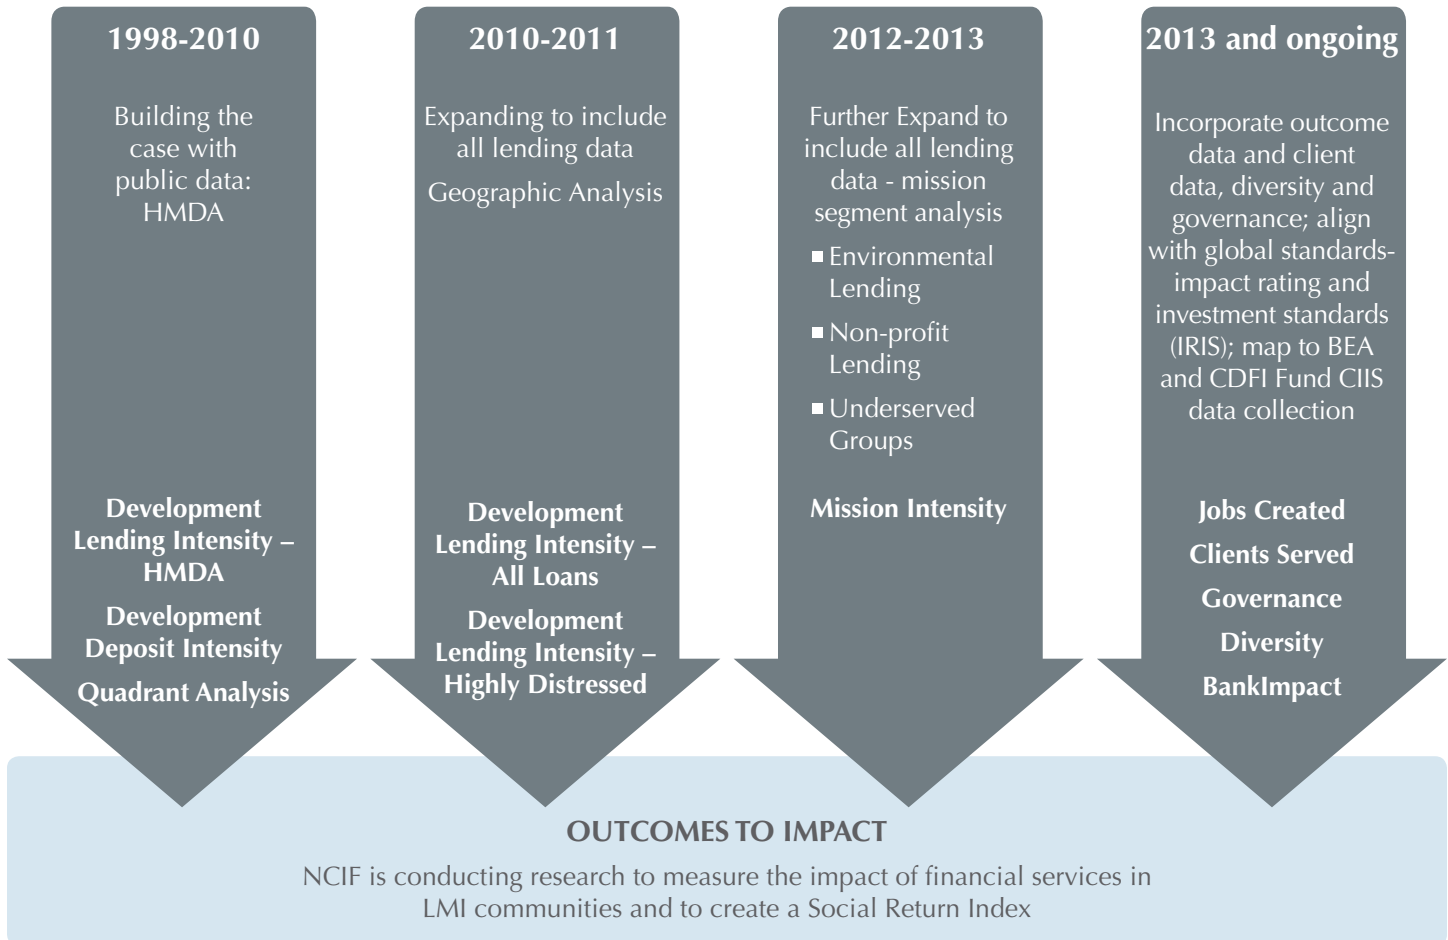 1998-2010
Building the
case with
public data:
HMDA
Development
Lending Intensity –
HMDA
Development
Deposit Intensity
Quadrant Analysis
2010-2011
Expanding to include
all lending data
Geographic Analysis
Development
Lending Intensity –
All Loans
Development
Lending Intensity –
Highly Distressed
2012-2013
Further Expand to
include all lending
data - mission
segment analysis
Environmental
Lending
Non-profit
Lending
Underserved
Groups
Mission Intensity
2013 and ongoing
Incorporate outcome
data and client
data, diversity and
governance; align
with global standards-
impact rating and
investment standards
(IRIS); map to BEA
and CDFI Fund CIIS
data collection
Jobs Created
Clients Served
Governance
Diversity
BankImpact
OUTCOMES TO IMPACT
NCIF is conducting research to measure the impact of financial services in
LMI communities and to create a Social Return Index